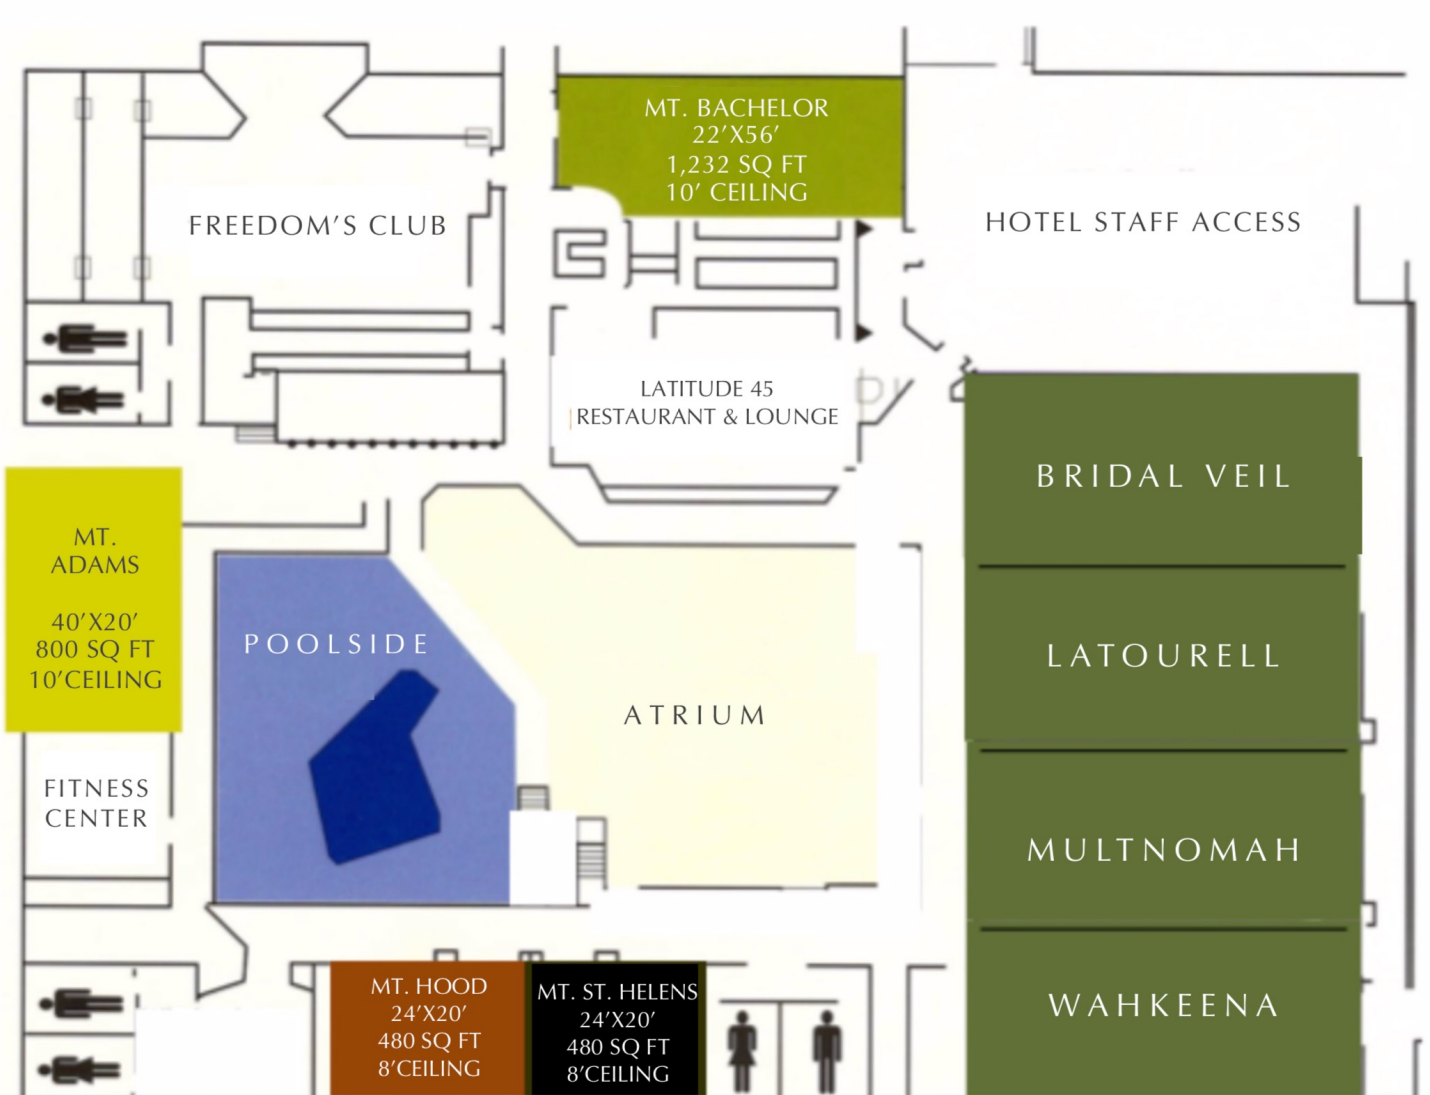 MT. BACHELOR
22'X56'
1,232 SQ FT
10' CEILING
FREEDOM'S CLUB
HOTEL STAFF ACCESS
LATITUDE 45
RESTAURANT & LOUNGE
BRIDAL VEIL
MT.
ADAMS
40'X20'
800 SQ FT
10'CEILING
POOLSIDE
LATOURELL
ATRIUM
FITNESS
CENTER
MULTNOMAH
MT. HOOD
24'X20'
480 SQ FT
8'CEILING
MT. ST. HELENS
24'X20'
480 SQ FT
8'CEILING
WAHKEENA